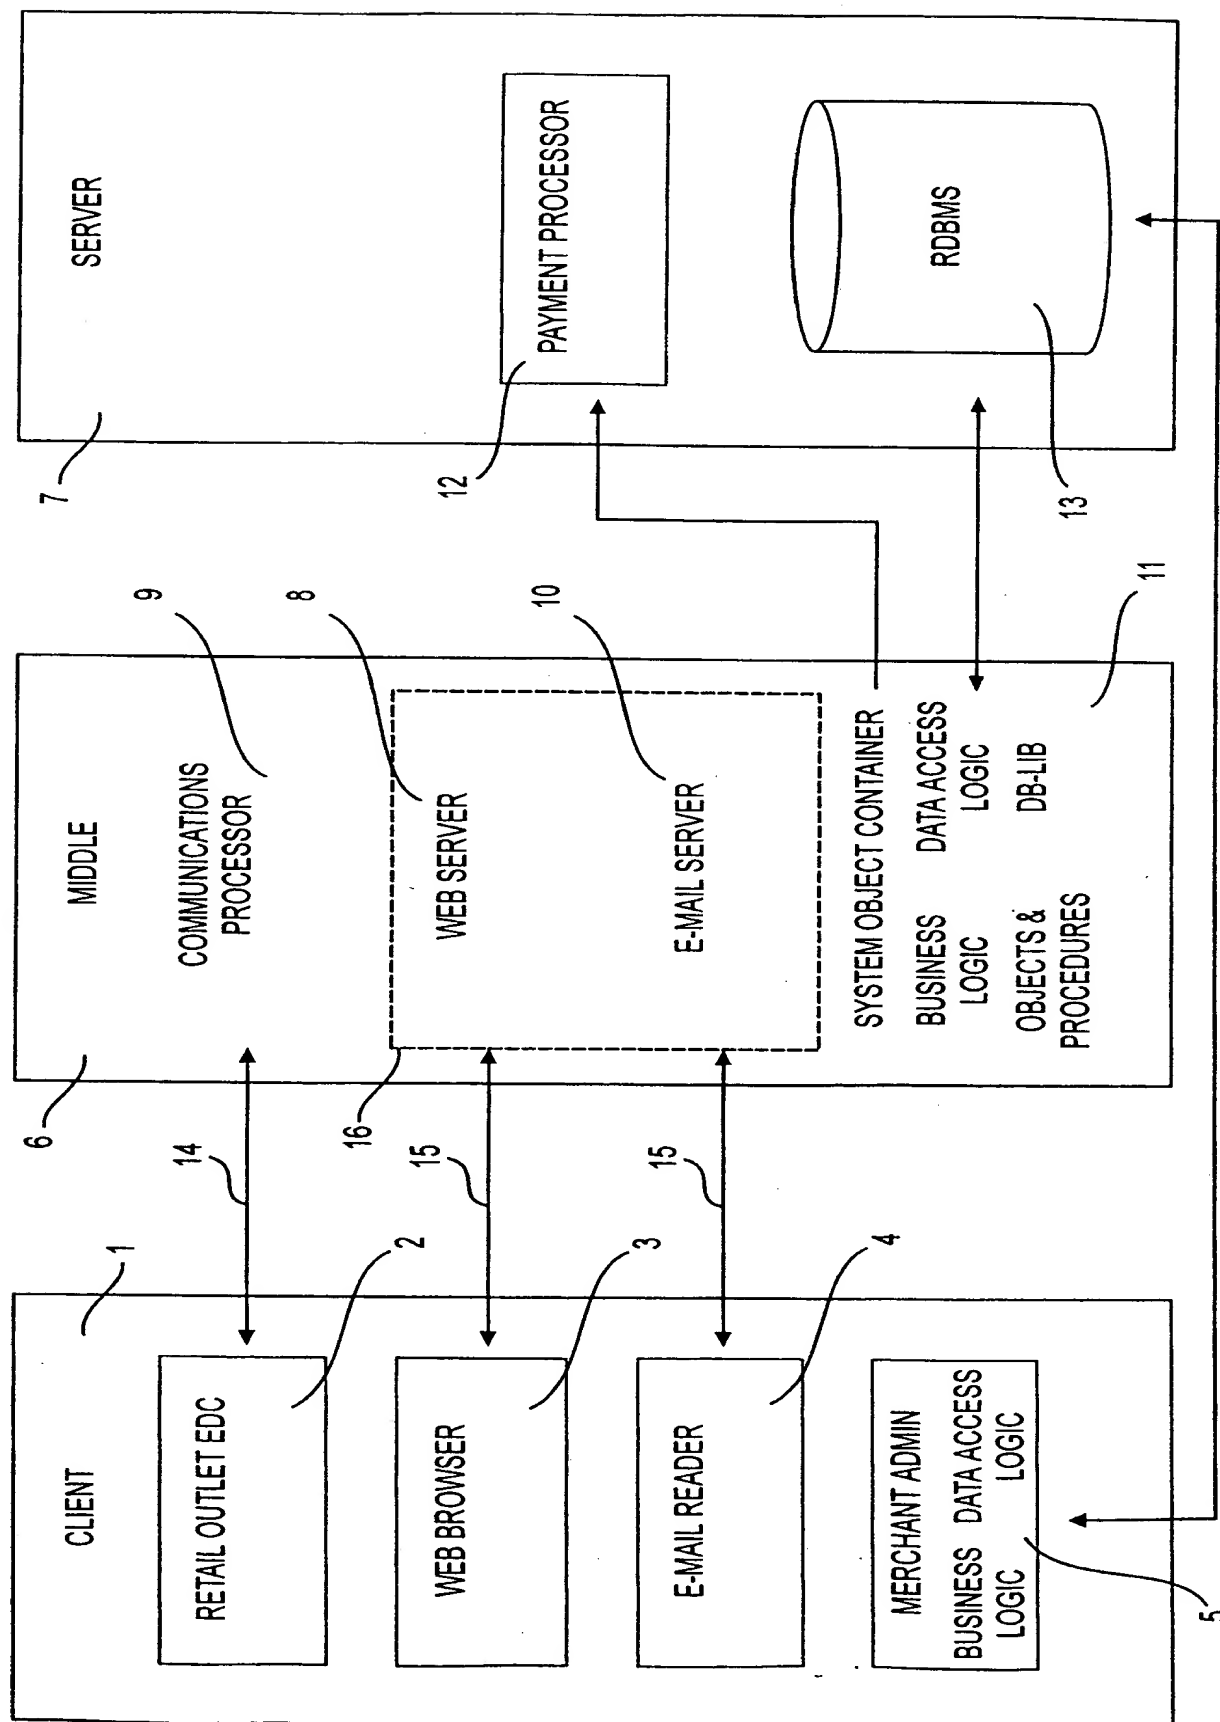 CLIENT
1
RETAIL OUTLET EDC
2
WEB BROWSER
3
E-MAIL READER
4
MERCHANT ADMIN
BUSINESS DATA ACCESS
LOGIC LOGIC
5
14
15
15
MIDDLE
6
COMMUNICATIONS
PROCESSOR
9
16
WEB SERVER
8
E-MAIL SERVER
10
SYSTEM OBJECT CONTAINER
BUSINESS DATA ACCESS
LOGIC LOGIC
OBJECTS & DB-LIB
PROCEDURES
11
SERVER
7
PAYMENT PROCESSOR
12
RDBMS
13